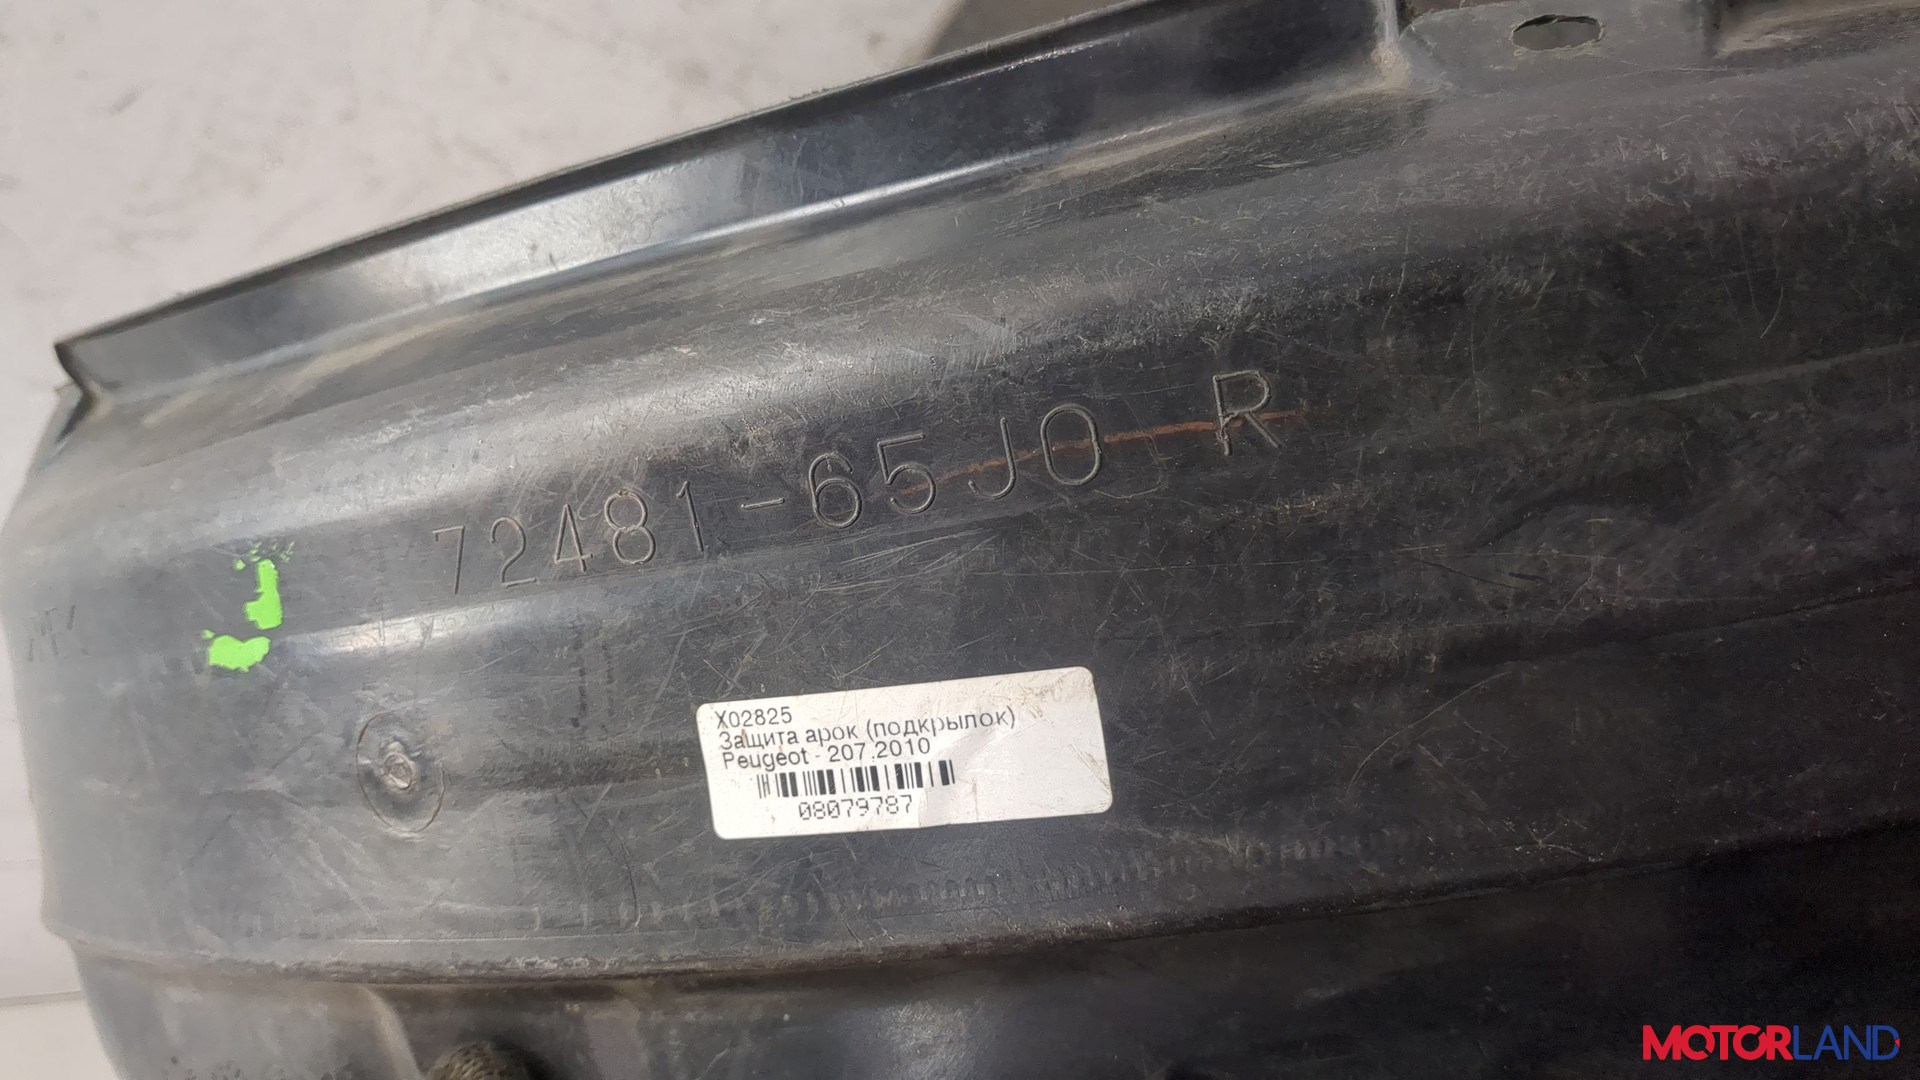 72481-65J0 R
X02825
Защита арок (подкрылок)
Peugeot - 207,2010
08079787
MOTORLAND